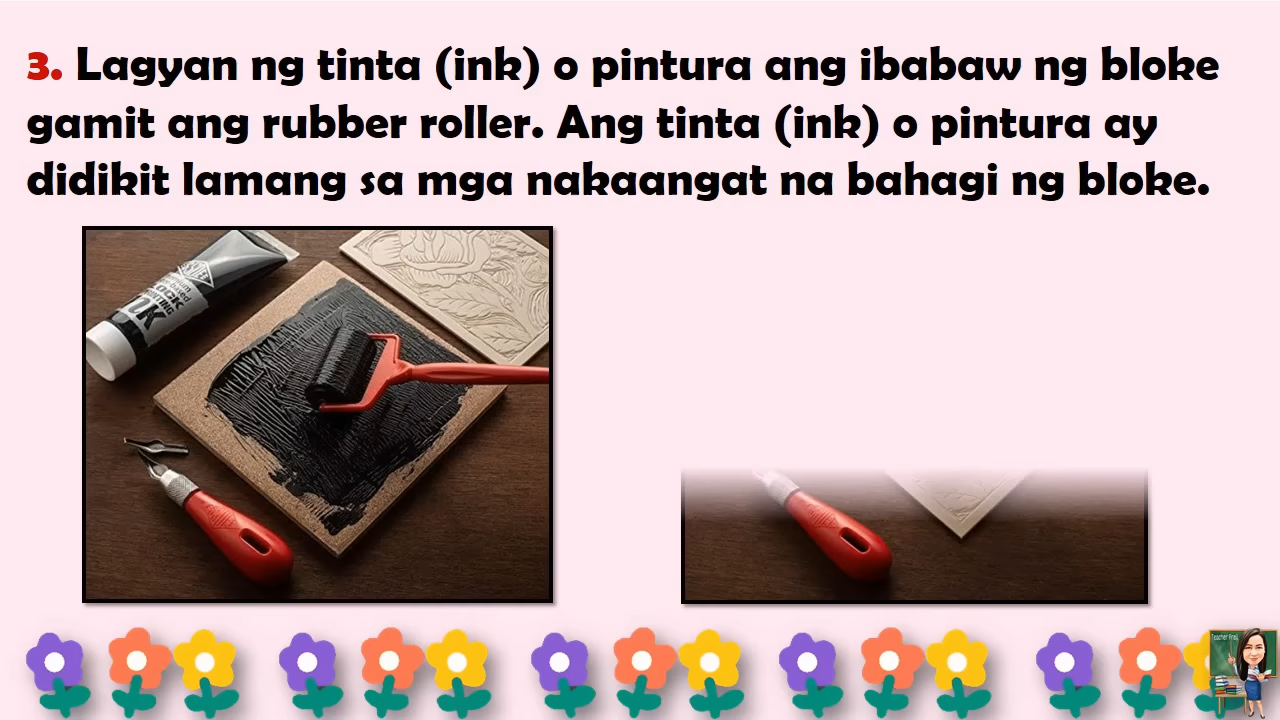 3. Lagyan ng tinta (ink) o pintura ang ibabaw ng bloke
gamit ang rubber roller. Ang tinta (ink) o pintura ay
didikit lamang sa mga nakaangat na bahagi ng bloke.
INK